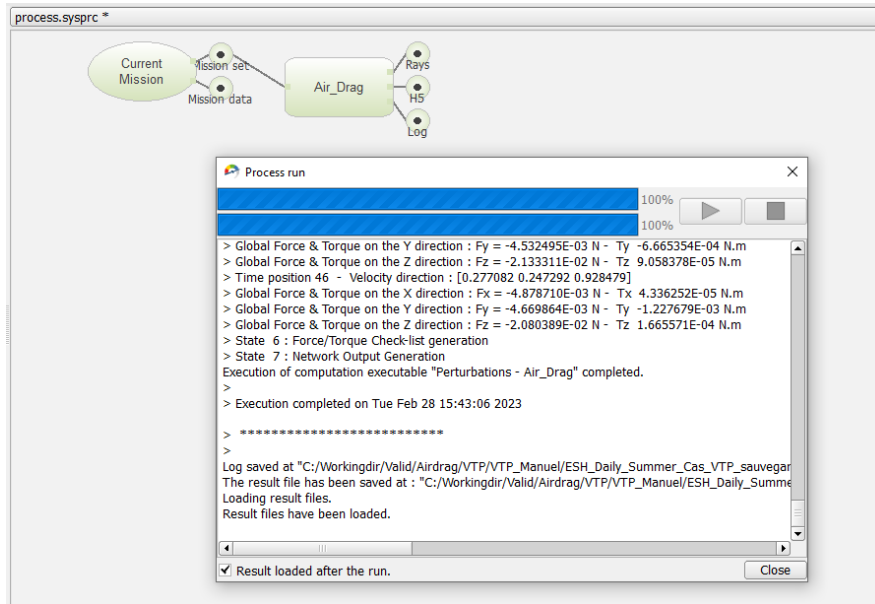 process.sysprc *
Current
Mission
Mission set
Mission data
Air_Drag
Rays
H5
Log
Process run
100%
100%
> Global Force & Torque on the Y direction : Fy = -4.532495E-03 N - Ty -6.665354E-04 N.m
> Global Force & Torque on the Z direction : Fz = -2.133311E-02 N - Tz 9.058378E-05 N.m
> Time position 46 - Velocity direction : [0.277082 0.247292 0.928479]
> Global Force & Torque on the X direction : Fx = -4.878710E-03 N - Tx 4.336252E-05 N.m
> Global Force & Torque on the Y direction : Fy = -4.669864E-03 N - Ty -1.227679E-03 N.m
> Global Force & Torque on the Z direction : Fz = -2.080389E-02 N - Tz 1.665571E-04 N.m
> State 6 : Force/Torque Check-list generation
> State 7 : Network Output Generation
Execution of computation executable "Perturbations - Air_Drag" completed.
>
> Execution completed on Tue Feb 28 15:43:06 2023
> **************************
>
Log saved at "C:/Workingdir/Valid/Airdrag/VTP/VTP_Manuel/ESH_Daily_Summer_Cas_VTP_sauvegar
The result file has been saved at : "C:/Workingdir/Valid/Airdrag/VTP/VTP_Manuel/ESH_Daily_Summe
Loading result files.
Result files have been loaded.
Result loaded after the run.
Close